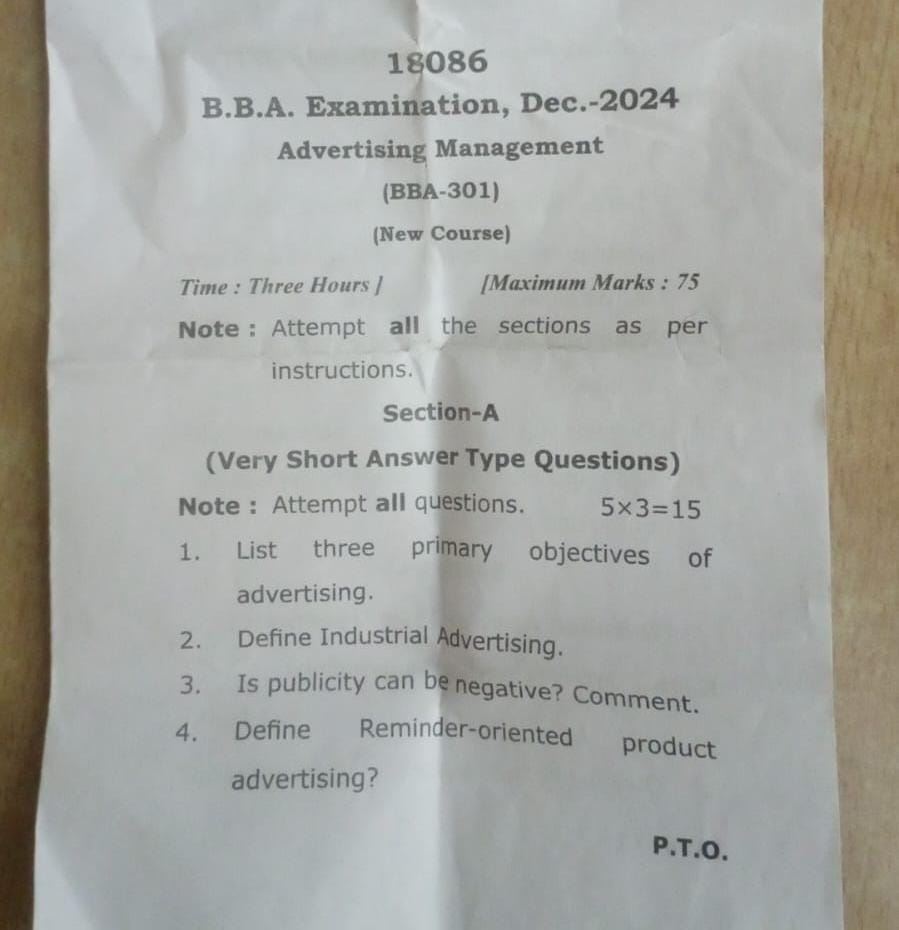 18086
B.B.A. Examination, Dec.-2024
Advertising Management
(BBA-301)
(New Course)
Time : Three Hours ] [Maximum Marks : 75
Note : Attempt all the sections as per
instructions.
Section-A
(Very Short Answer Type Questions)
Note : Attempt all questions. 5×3=15
1. List three primary objectives of
advertising.
2. Define Industrial Advertising.
3. Is publicity can be negative? Comment.
4. Define Reminder-oriented product
advertising?
P.T.O.